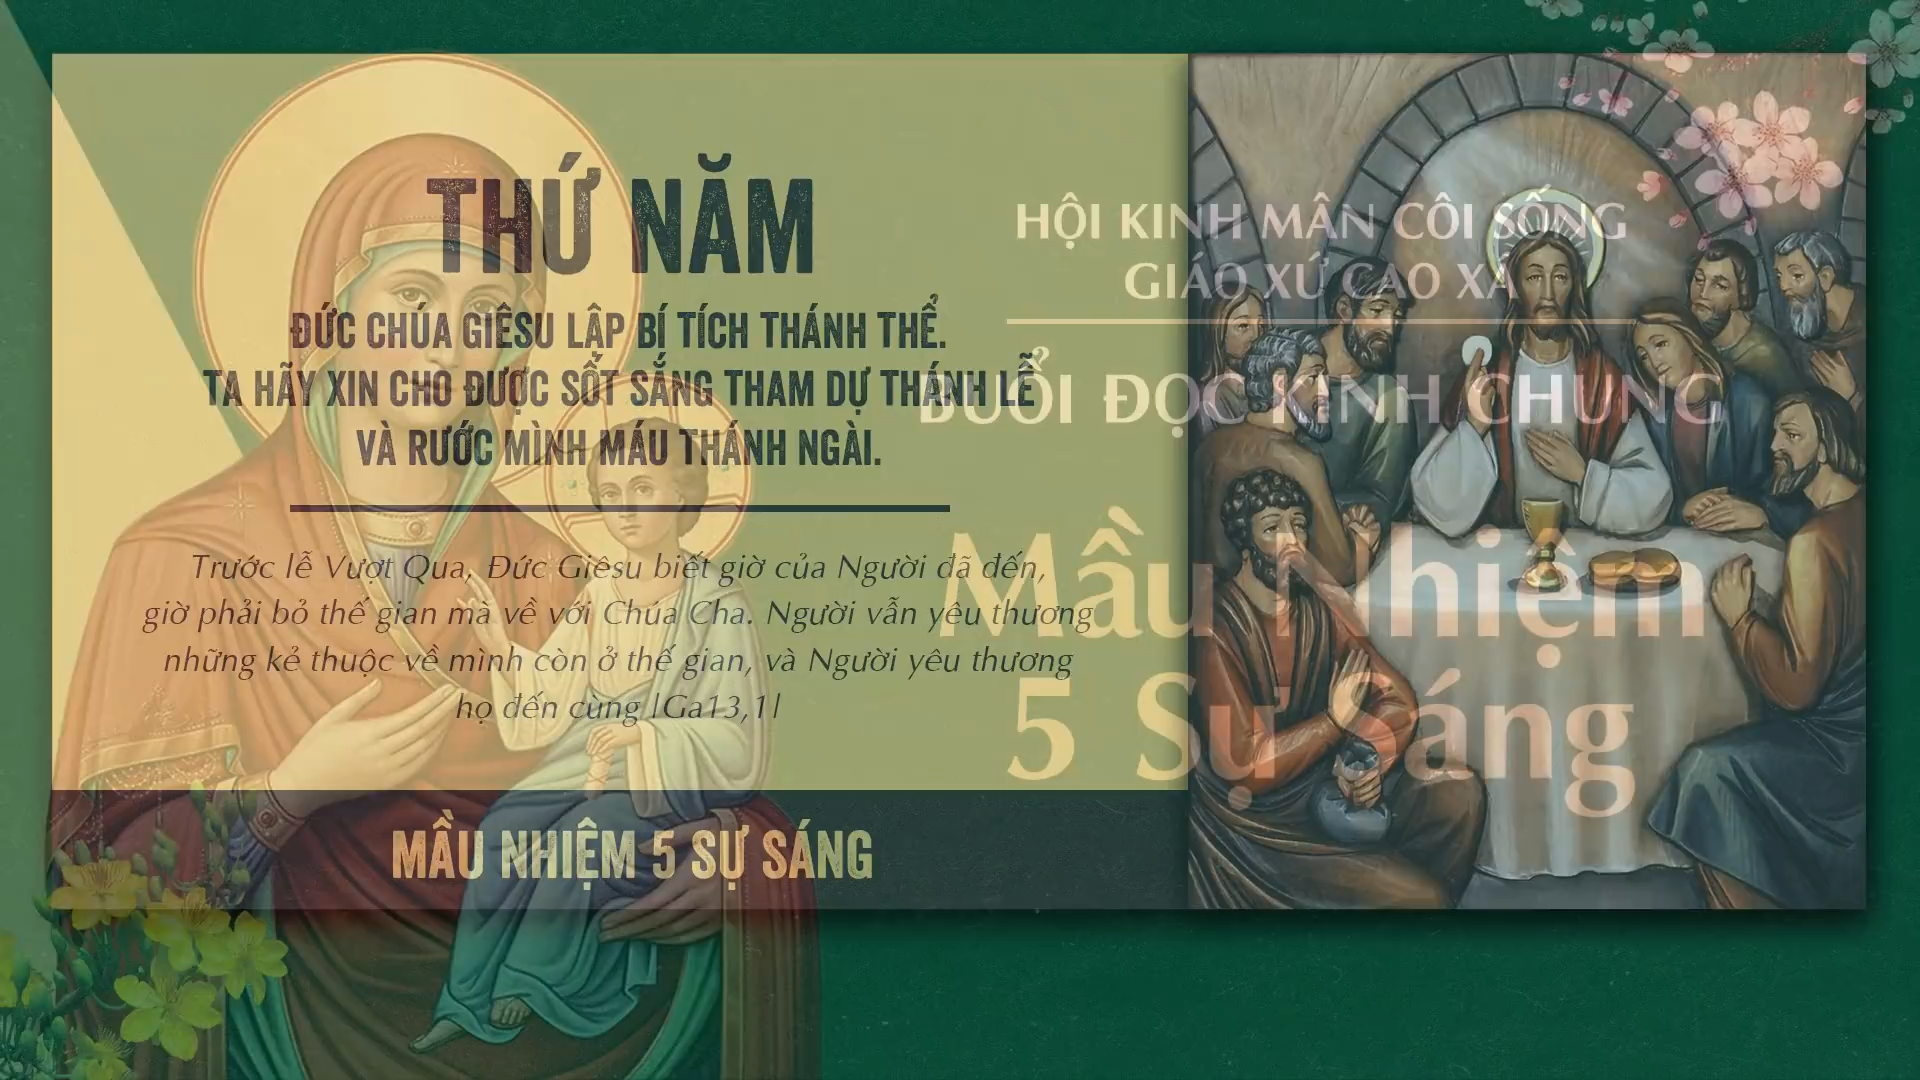 THỨ NĂM
ĐỨC CHÚA GIÊSU LẬP BÍ TÍCH THÁNH THỂ.
TA HÃY XIN CHO ĐƯỢC SỐT SẮNG THAM DỰ THÁNH LỄ
VÀ RƯỚC MÌNH MÁU THÁNH NGÀI.
Trước lễ Vượt Qua, Đức Giêsu biết giờ của Người đã đến,
giờ phải bỏ thế gian mà về với Chúa Cha. Người vẫn yêu thương
những kẻ thuộc về mình còn ở thế gian, và Người yêu thương
họ đến cùng |Ga13,1|
MẦU NHIỆM 5 SỰ SÁNG
HỘI KINH MÂN CÔI SỐNG
GIÁO XỨ CAO XÁ
BUỔI ĐỌC KINH CHUNG
Mầu Nhiệm
5 Sự Sáng